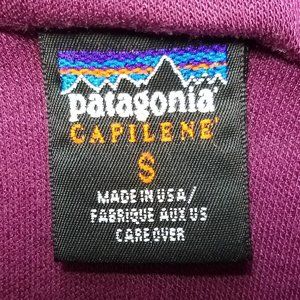 patagonia®
CAPILENE®
S
MADE IN USA/
FABRIQUE AUX US
CARE OVER